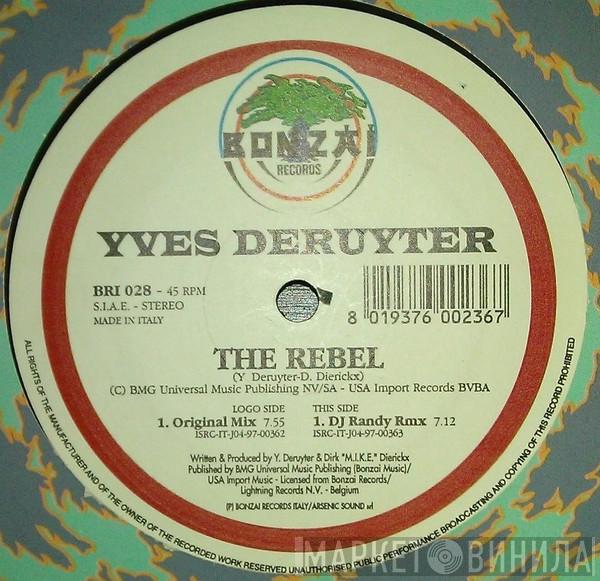 BONZAI
RECORDS
YVES DERUYTER
BRI 028 - 45 RPM
S.I.A.E. - STEREO
MADE IN ITALY
8 019376 002367
THE REBEL
(Y Deruyter-D. Dierickx)
(C) BMG Universal Music Publishing NV/SA - USA Import Records BVBA
LOGO SIDE
1. Original Mix 7.55
ISRC-IT-J04-97-00362
THIS SIDE
1. DJ Randy Rmx 7.12
ISRC-IT-J04-97-00363
Written & Produced by Y. Deruyter & Dirk "M.I.K.E." Dierickx
Published by BMG Universal Music Publishing (Bonzai Music)/
USA Import Music - Licensed from Bonzai Records/
Lightning Records N.V. - Belgium
(P) BONZAI RECORDS ITALY/ARSENIC SOUND srl
ALL RIGHTS OF THE MANUFACTURER AND OF THE OWNER OF THE RECORDED WORK RESERVED UNAUTHORISED PUBLIC PERFORMANCE BROADCASTING AND COPYING OF THIS RECORD PROHIBITED
МАРКЕТ ВИНИЛА